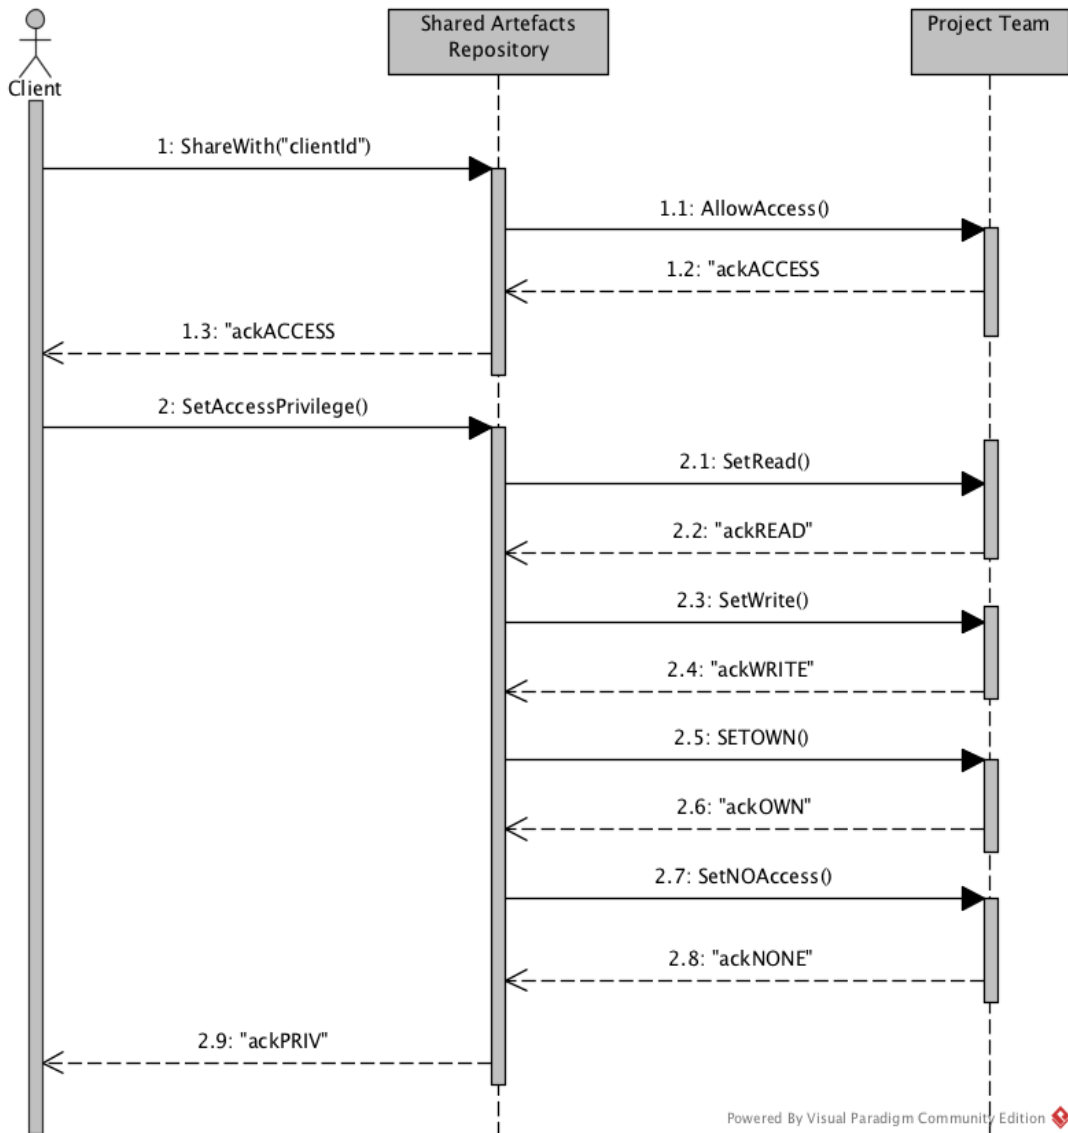 Shared Artefacts
Repository
Project Team
Client
1: ShareWith("clientId")
1.1: AllowAccess()
1.2: "ackACCESS
1.3: "ackACCESS
2: SetAccessPrivilege()
2.1: SetRead()
2.2: "ackREAD"
2.3: SetWrite()
2.4: "ackWRITE"
2.5: SETOWN()
2.6: "ackOWN"
2.7: SetNOAccess()
2.8: "ackNONE"
2.9: "ackPRIV"
Powered By Visual Paradigm Community Edition